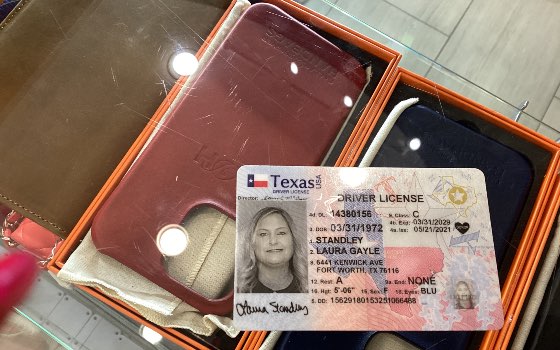 Texas
USA
DRIVER LICENSE
DRIVER LICENSE
Director:
4d. DL: 14380156 9. Class: C
4b. Exp: 03/31/2029
3. DOB: 03/31/1972 4a. Iss: 05/21/2021
1. STANDLEY
2. LAURA GAYLE
8. 6441 KENWICK AVE
FORT WORTH, TX 76116
12. Rest: A 9a. End: NONE
16. Hgt: 5'-06" 15. Sex: F 18. Eyes: BLU
5. DD: 15629180153251066488
Laura Standley